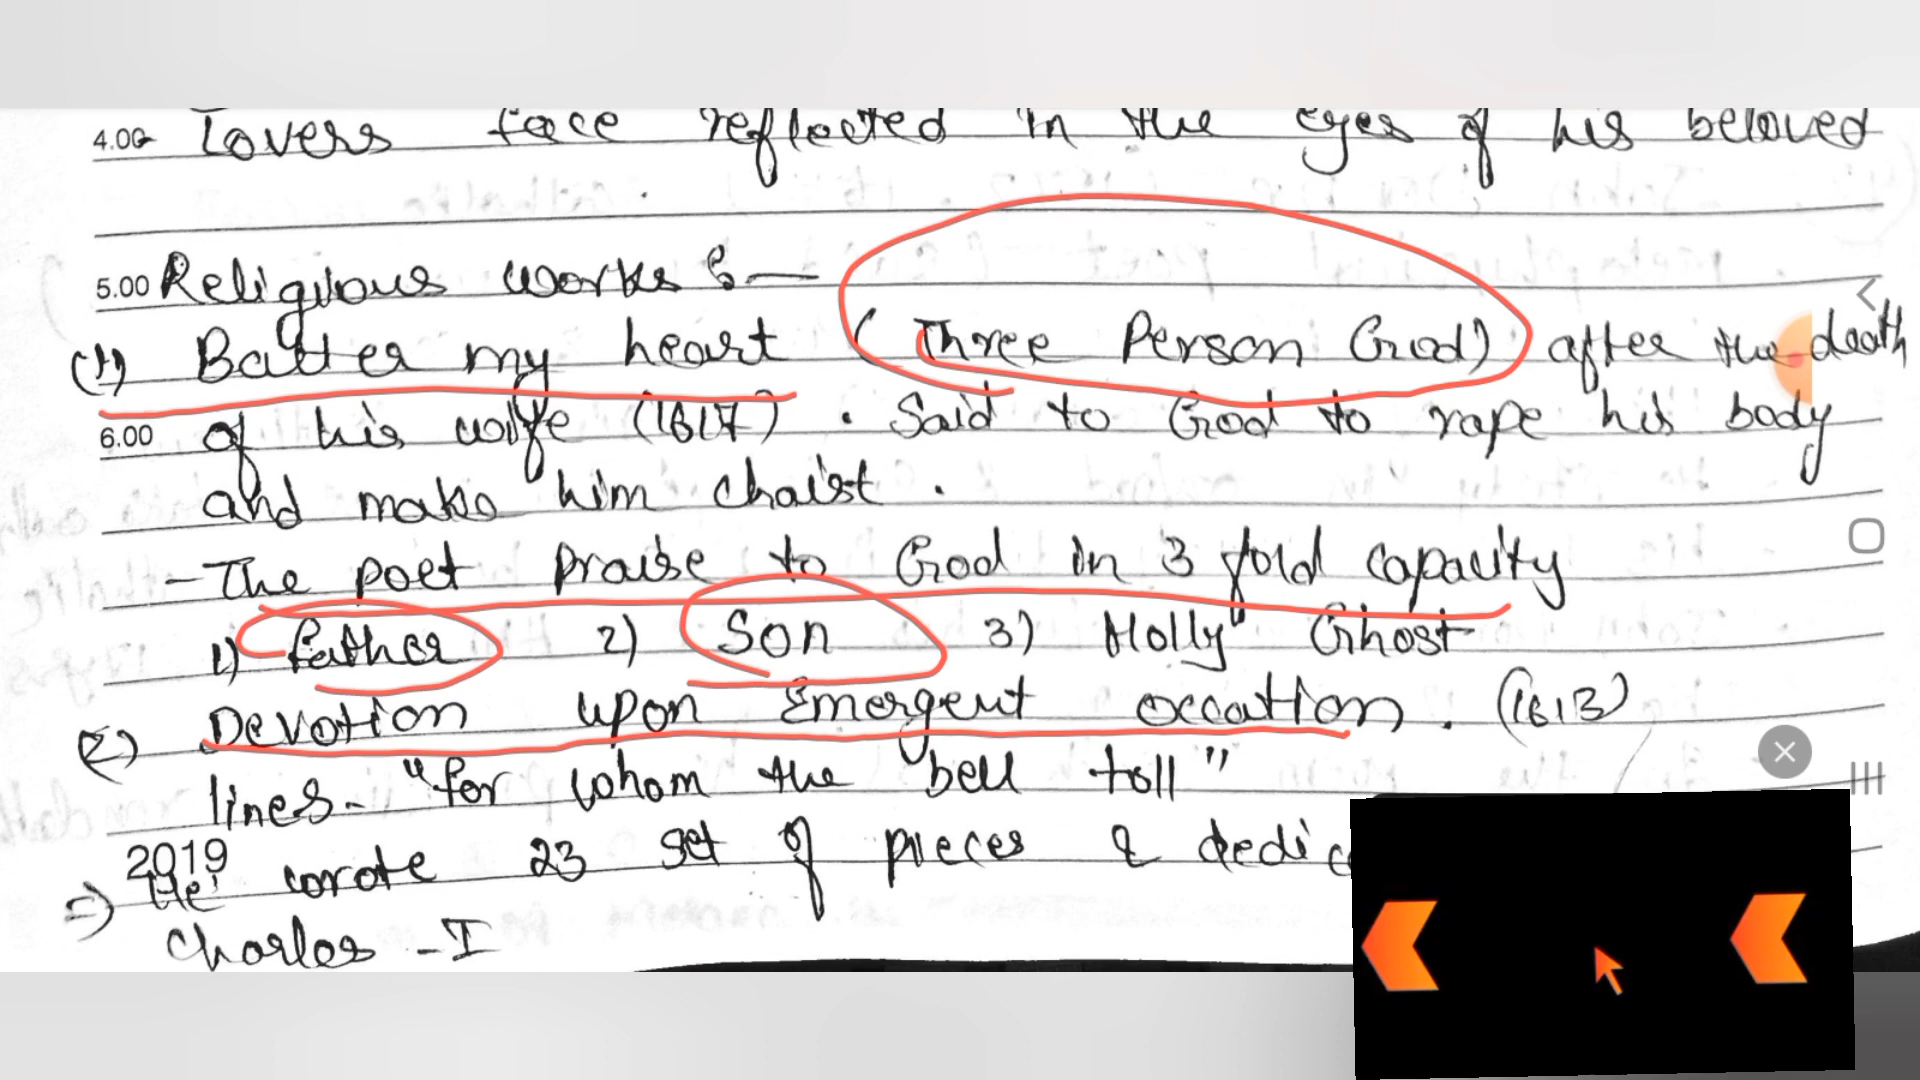 4.00 Lovers face reflected in the eyes of his beloved
5.00 Religious works :—
(1) Batter my heart (Three Person God) after the death
6.00 of his wife (1617). Said to God to rape his body
and make him christ.
- The poet praise to God in 3 fold capacity
1) father 2) Son 3) Holly Ghost
(2) Devotion upon Emergent occation. (1613)
lines - "for whom the bell toll"
2019
=> He wrote 23 set of pieces & dedic
Charles - I